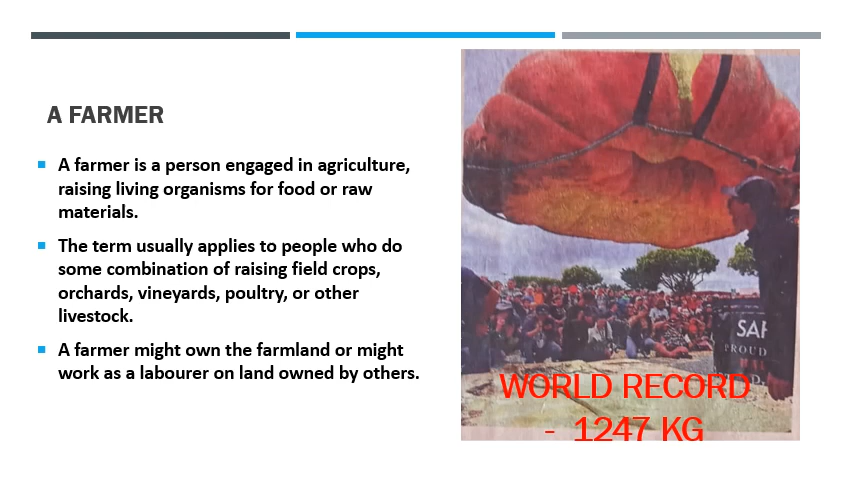 A FARMER
A farmer is a person engaged in agriculture,
raising living organisms for food or raw
materials.
The term usually applies to people who do
some combination of raising field crops,
orchards, vineyards, poultry, or other
livestock.
A farmer might own the farmland or might
work as a labourer on land owned by others.
PROUD
WORLD RECORD
- 1247 KG